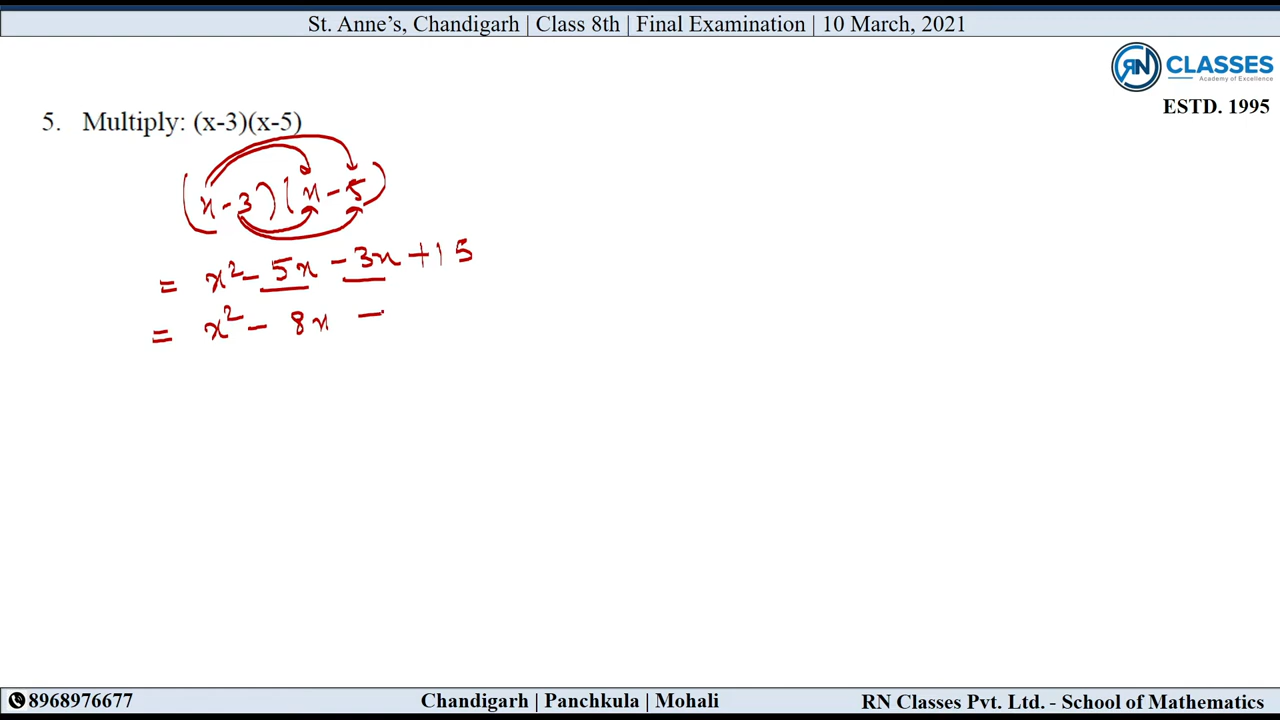 St. Anne's, Chandigarh | Class 8th | Final Examination | 10 March, 2021
RN CLASSES
Academy of Excellence
ESTD. 1995
5. Multiply: (x-3)(x-5)
(x-3)(x-5)
= x² - 5x - 3x + 15
= x² - 8x -
8968976677
Chandigarh | Panchkula | Mohali
RN Classes Pvt. Ltd. - School of Mathematics